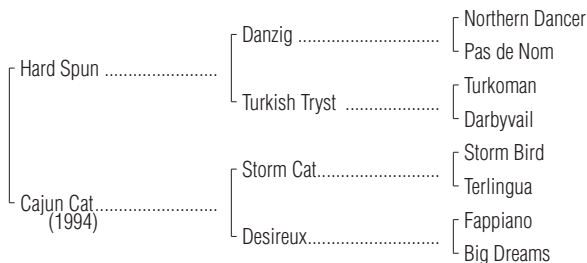 Northern Dancer
Danzig ................................
Pas de Nom
Hard Spun .........................
Turkoman
Turkish Tryst .....................
Darbyvail
Storm Bird
Storm Cat...........................
Terlingua
Cajun Cat...........................
(1994)
Fappiano
Desireux.............................
Big Dreams